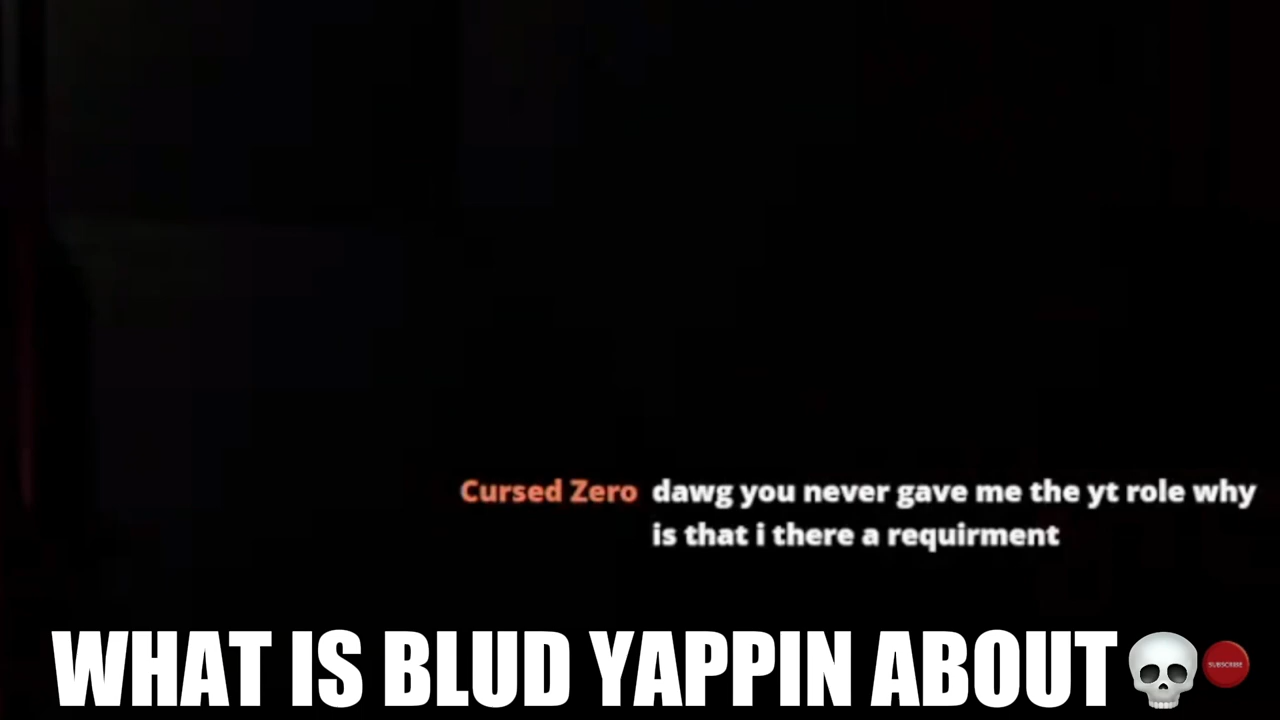 Cursed Zero dawg you never gave me the yt role why
is that i there a requirment
WHAT IS BLUD YAPPIN ABOUT💀
SUBSCRIBE